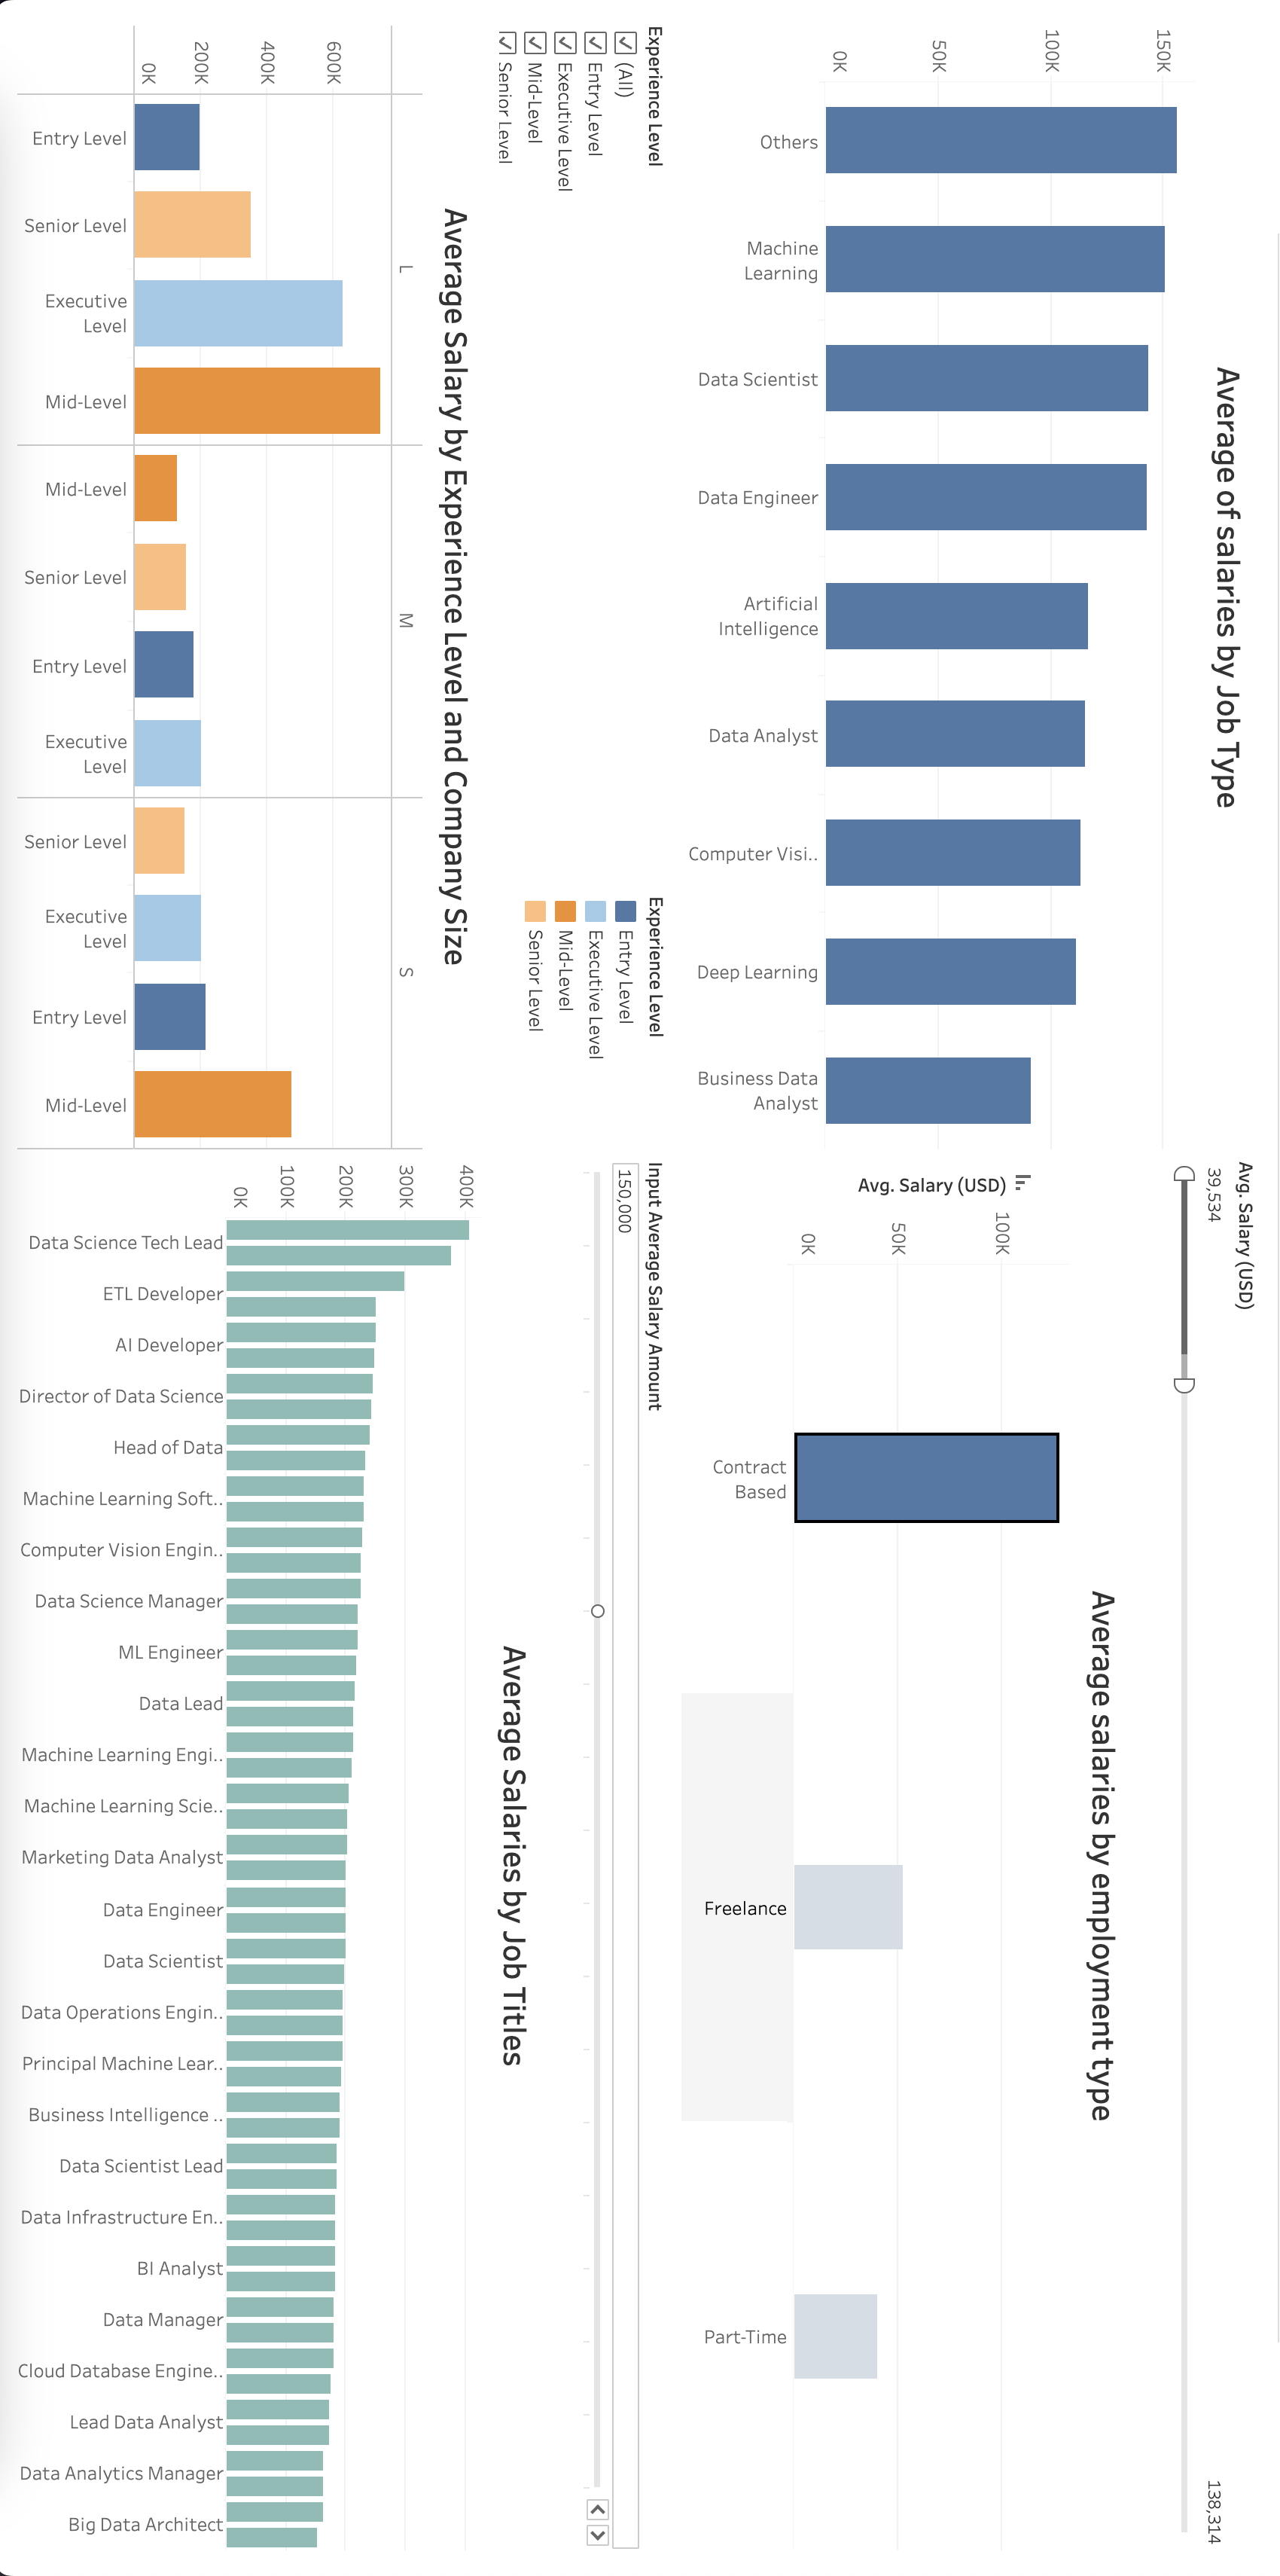 Average of salaries by Job Type
150K
100K
50K
0K
Others
Machine
Learning
Data Scientist
Data Engineer
Artificial
Intelligence
Data Analyst
Computer Visi..
Deep Learning
Business Data
Analyst
Avg. Salary (USD)
39,534
138,314
Average salaries by employment type
Avg. Salary (USD)
100K
50K
0K
Contract
Based
Freelance
Part-Time
Experience Level
(All)
Entry Level
Executive Level
Mid-Level
Senior Level
Experience Level
Entry Level
Executive Level
Mid-Level
Senior Level
Average Salary by Experience Level and Company Size
L
M
S
600K
400K
200K
0K
Entry Level
Senior Level
Executive
Level
Mid-Level
Mid-Level
Senior Level
Entry Level
Executive
Level
Senior Level
Executive
Level
Entry Level
Mid-Level
Input Average Salary Amount
150,000
Average Salaries by Job Titles
400K
300K
200K
100K
0K
Data Science Tech Lead
ETL Developer
AI Developer
Director of Data Science
Head of Data
Machine Learning Soft..
Computer Vision Engin..
Data Science Manager
ML Engineer
Data Lead
Machine Learning Engi..
Machine Learning Scie..
Marketing Data Analyst
Data Engineer
Data Scientist
Data Operations Engin..
Principal Machine Lear..
Business Intelligence ..
Data Scientist Lead
Data Infrastructure En..
BI Analyst
Data Manager
Cloud Database Engine..
Lead Data Analyst
Data Analytics Manager
Big Data Architect